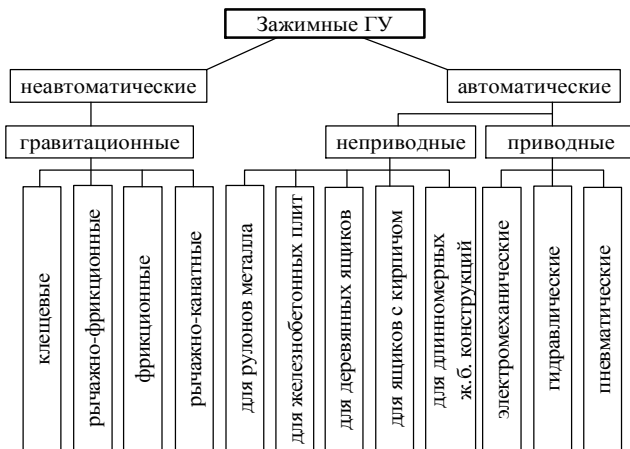 Зажимные ГУ
неавтоматические
автоматические
гравитационные
неприводные
приводные
клещевые
рычажно-фрикционные
фрикционные
рычажно-канатные
для рулонов металла
для железнобетонных плит
для деревянных ящиков
для ящиков с кирпичом
для длинномерных
ж.б. конструкций
электромеханические
гидравлические
пневматические